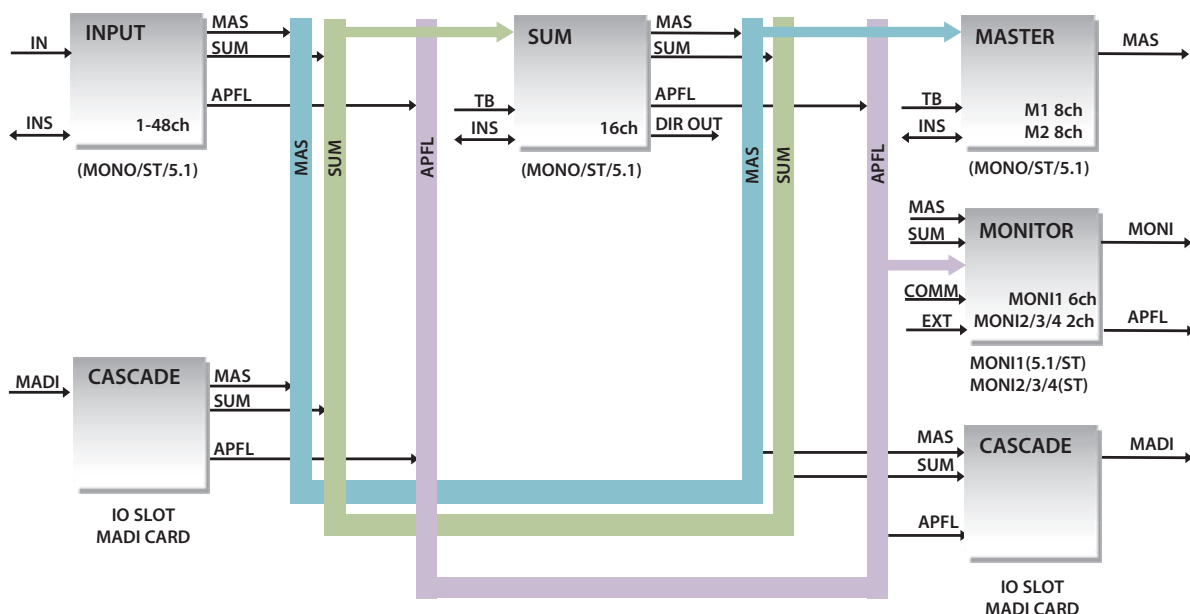 IN
INS
INPUT
1-48ch
(MONO/ST/5.1)
MAS
SUM
APFL
MADI
CASCADE
MAS
SUM
APFL
IO SLOT
MADI CARD
MAS
SUM
APFL
TB
INS
SUM
16ch
(MONO/ST/5.1)
MAS
SUM
APFL
DIR OUT
MAS
SUM
APFL
TB
INS
MASTER
M1 8ch
M2 8ch
(MONO/ST/5.1)
MAS
MAS
SUM
COMM
EXT
MONITOR
MONI1 6ch
MONI2/3/4 2ch
MONI1(5.1/ST)
MONI2/3/4(ST)
MONI
APFL
MAS
SUM
APFL
CASCADE
MADI
IO SLOT
MADI CARD